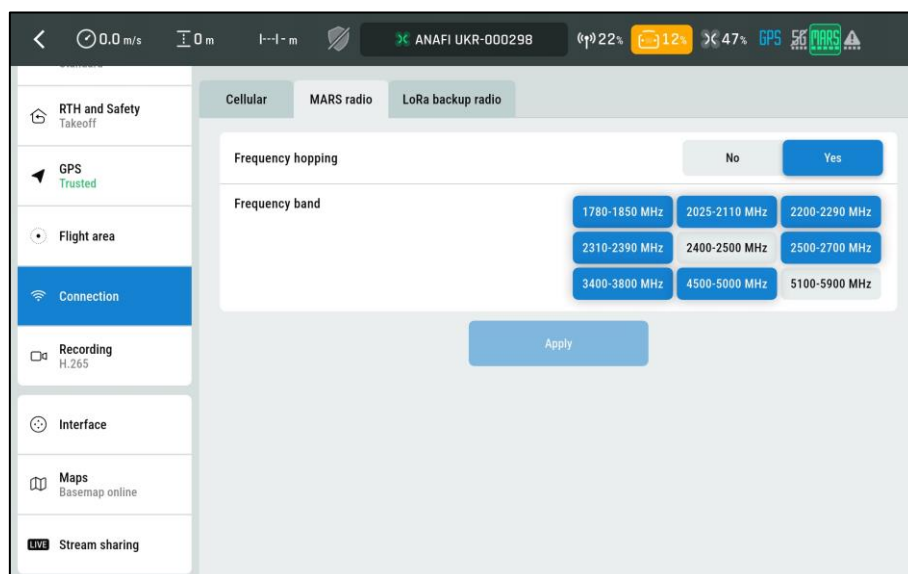 0.0 m/s 0 m m ANAFI UKR-000298 22% 12% 47% GPS 5G MARS
RTH and Safety
Takeoff
GPS
Trusted
Flight area
Connection
Recording
H.265
Interface
Maps
Basemap online
LIVE Stream sharing
Cellular MARS radio LoRa backup radio
Frequency hopping No Yes
Frequency band
1780-1850 MHz 2025-2110 MHz 2200-2290 MHz
2310-2390 MHz 2400-2500 MHz 2500-2700 MHz
3400-3800 MHz 4500-5000 MHz 5100-5900 MHz
Apply